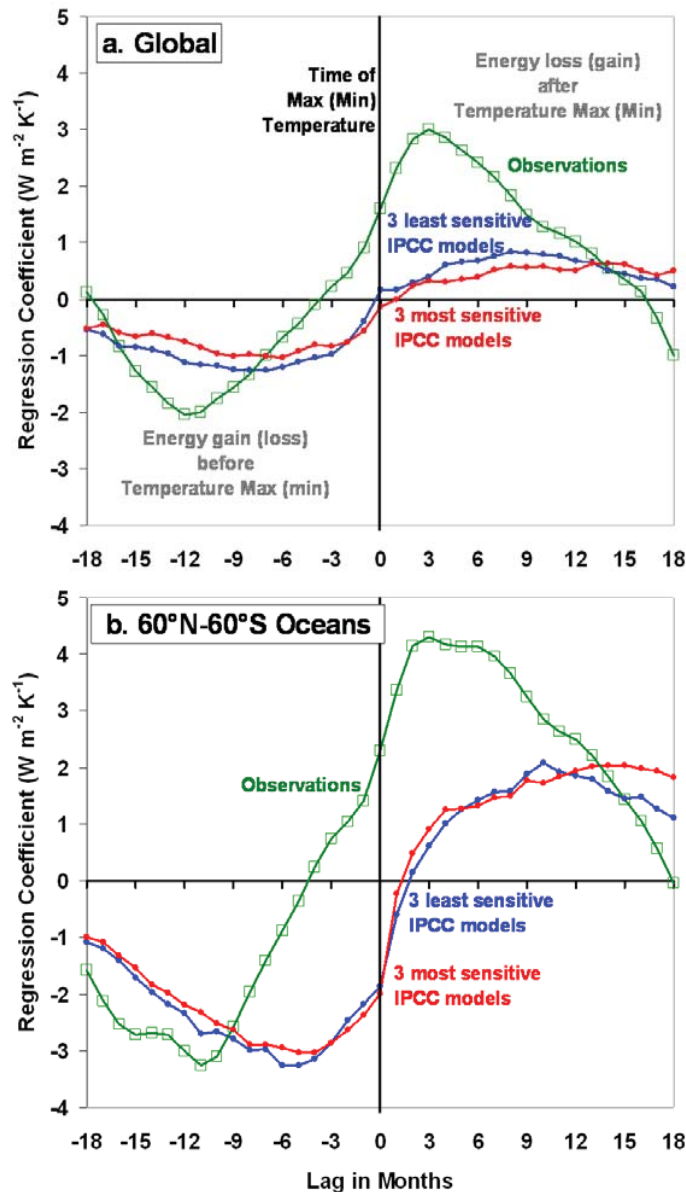 a. Global
Time of
Max (Min)
Temperature
Energy loss (gain)
after
Temperature Max (Min)
Observations
3 least sensitive
IPCC models
3 most sensitive
IPCC models
Energy gain (loss)
before
Temperature Max (min)
Regression Coefficient (W m⁻² K⁻¹)
5
4
3
2
1
0
-1
-2
-3
-4
-18 -15 -12 -9 -6 -3 0 3 6 9 12 15 18
b. 60°N-60°S Oceans
Observations
3 least sensitive
IPCC models
3 most sensitive
IPCC models
Regression Coefficient (W m⁻² K⁻¹)
5
4
3
2
1
0
-1
-2
-3
-4
-18 -15 -12 -9 -6 -3 0 3 6 9 12 15 18
Lag in Months